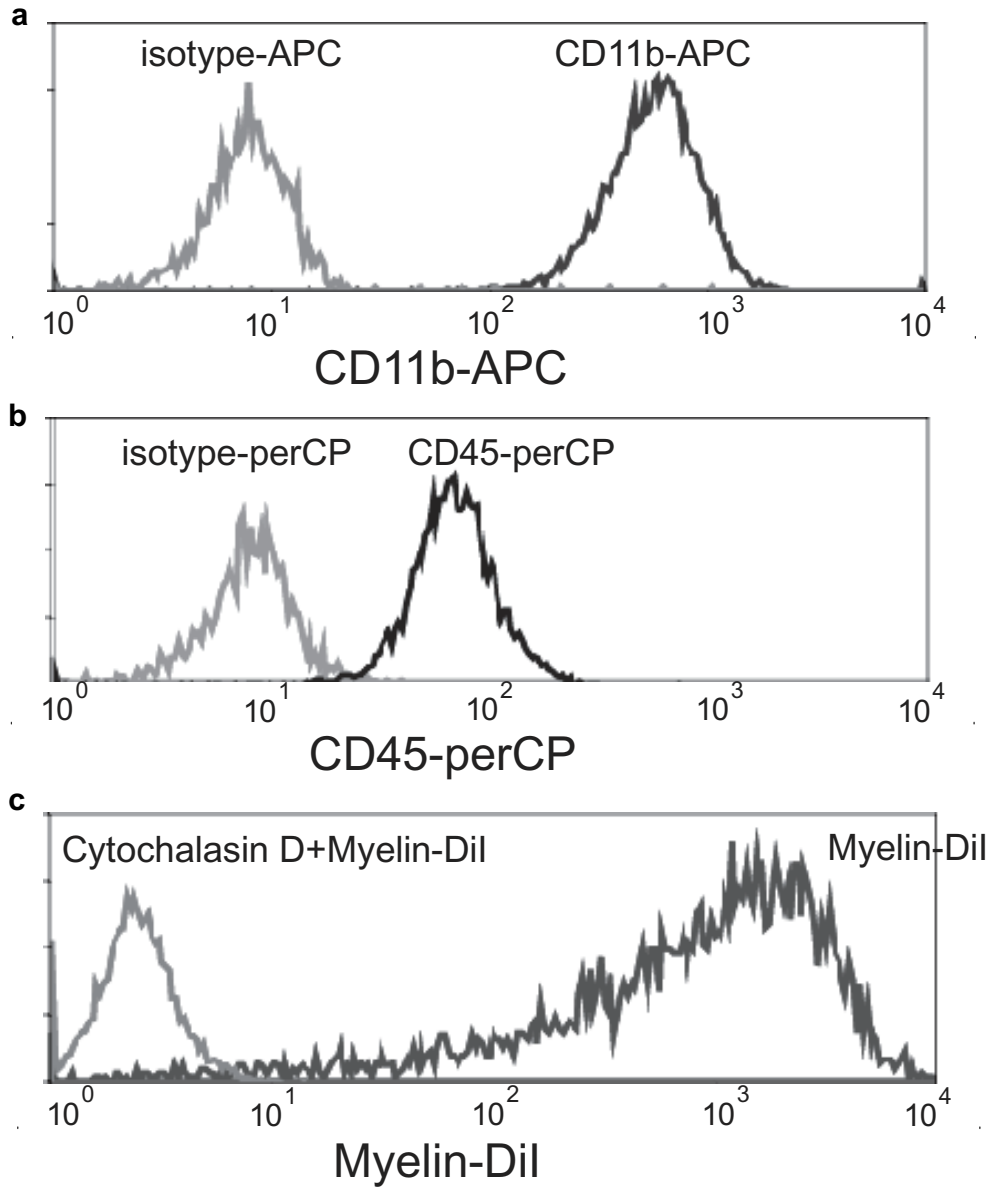 a
isotype-APC CD11b-APC
10^0 10^1 10^2 10^3 10^4
CD11b-APC
b
isotype-perCP CD45-perCP
10^0 10^1 10^2 10^3 10^4
CD45-perCP
c
Cytochalasin D+Myelin-DiI Myelin-DiI
10^0 10^1 10^2 10^3 10^4
Myelin-DiI